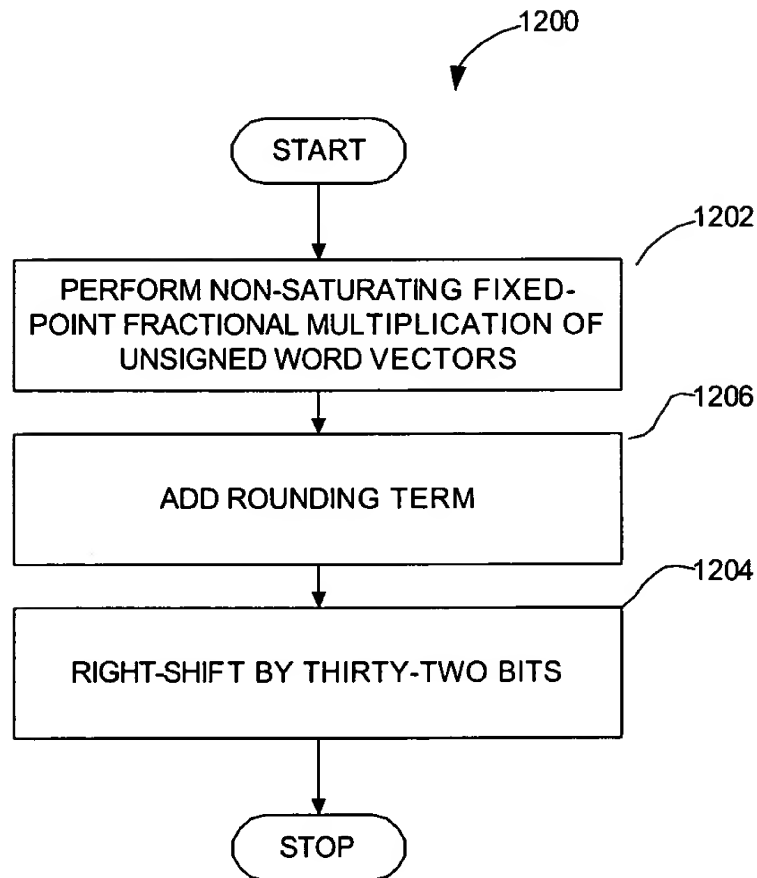 1200
START
1202
PERFORM NON-SATURATING FIXED-
POINT FRACTIONAL MULTIPLICATION OF
UNSIGNED WORD VECTORS
1206
ADD ROUNDING TERM
1204
RIGHT-SHIFT BY THIRTY-TWO BITS
STOP